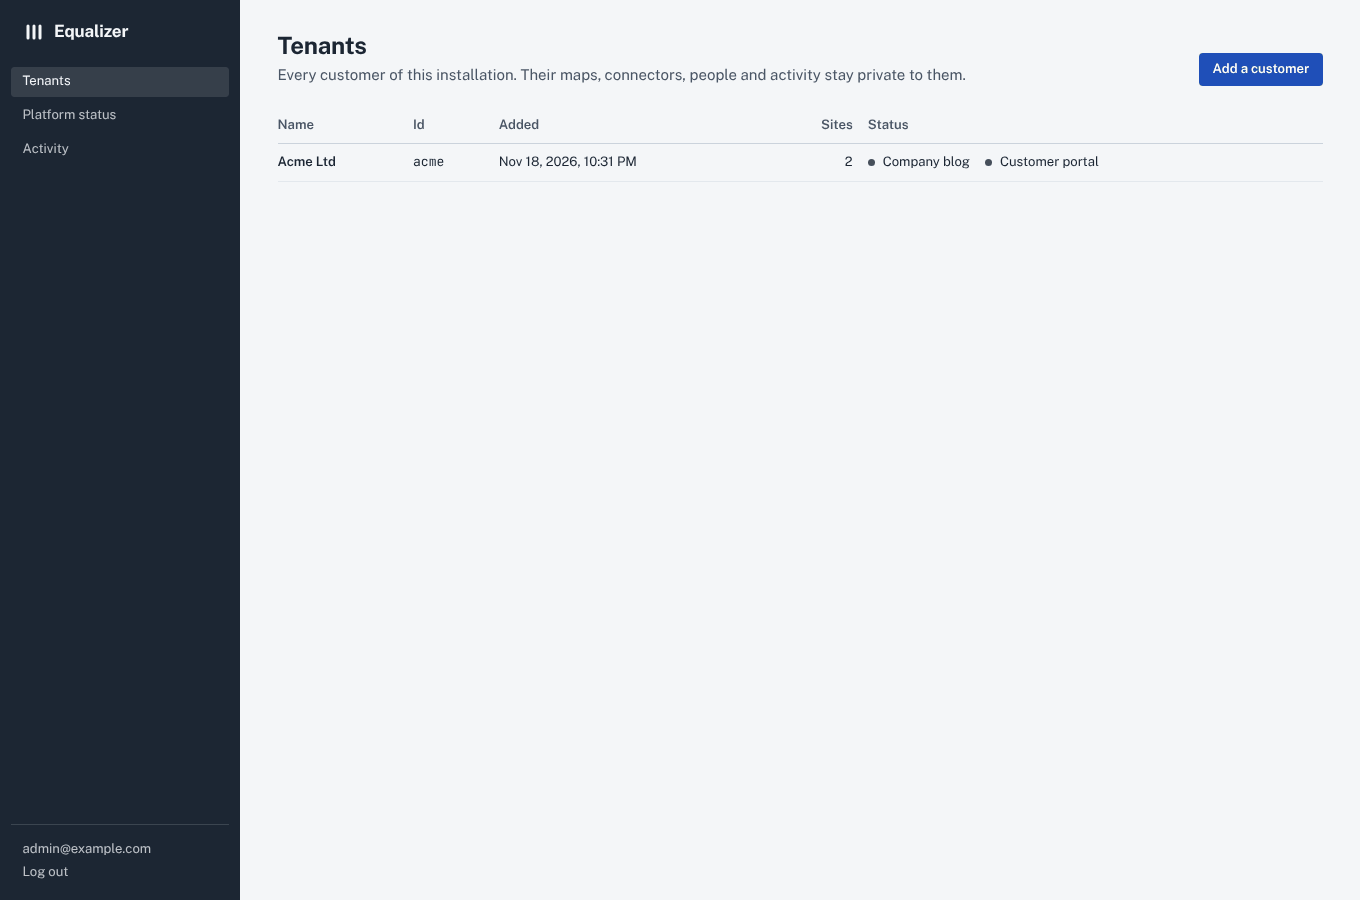 Equalizer
Tenants
Platform status
Activity
admin@example.com
Log out
Tenants
Every customer of this installation. Their maps, connectors, people and activity stay private to them.
Add a customer
Name Id Added Sites Status
Acme Ltd acme Nov 18, 2026, 10:31 PM 2 Company blog Customer portal